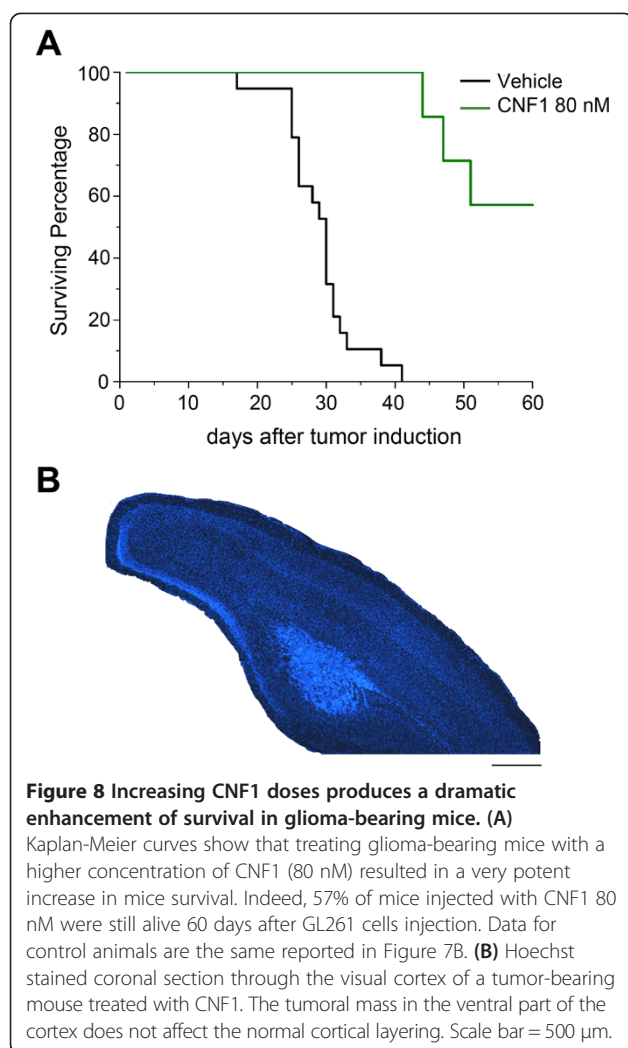 A
Vehicle
CNF1 80 nM
100
80
60
40
20
0
Surviving Percentage
0 10 20 30 40 50 60
days after tumor induction
B
Figure 8 Increasing CNF1 doses produces a dramatic
enhancement of survival in glioma-bearing mice. (A)
Kaplan-Meier curves show that treating glioma-bearing mice with a
higher concentration of CNF1 (80 nM) resulted in a very potent
increase in mice survival. Indeed, 57% of mice injected with CNF1 80
nM were still alive 60 days after GL261 cells injection. Data for
control animals are the same reported in Figure 7B. (B) Hoechst
stained coronal section through the visual cortex of a tumor-bearing
mouse treated with CNF1. The tumoral mass in the ventral part of the
cortex does not affect the normal cortical layering. Scale bar = 500 μm.